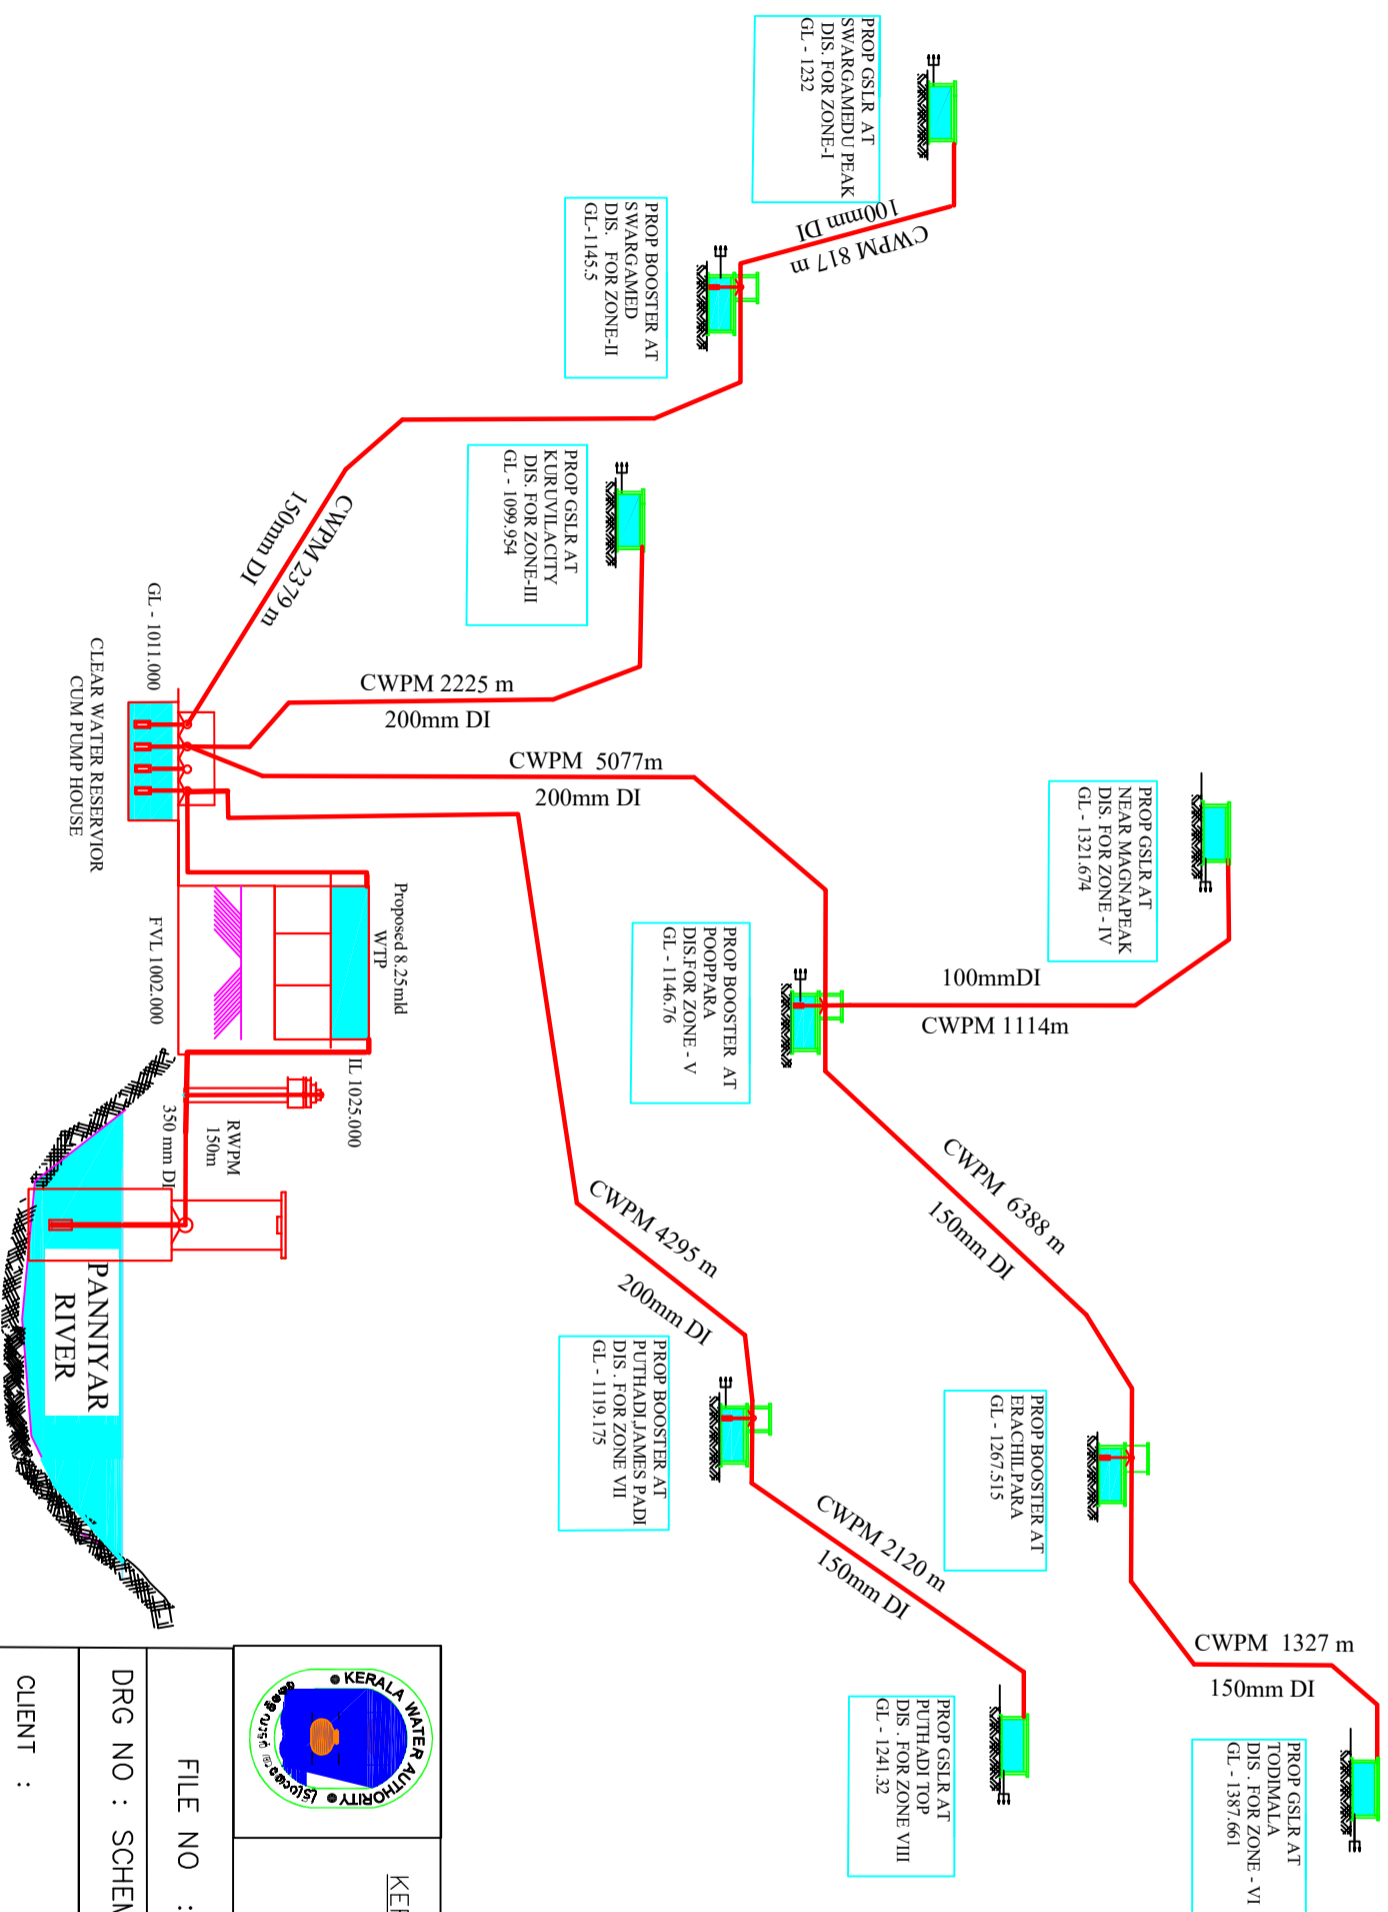 PROP GSLR AT
SWARGAMEDU PEAK
DIS. FOR ZONE-I
GL - 1232
CWPM 817 m
100mm DI
PROP BOOSTER AT
SWARGAMED
DIS. FOR ZONE-II
GL-1145.5
CWPM 2379 m
150mm DI
PROP GSLR AT
KURUVILACITY
DIS. FOR ZONE-III
GL - 1099.954
CWPM 2225 m
200mm DI
CWPM 5077m
200mm DI
PROP GSLR AT
NEAR MAGNAPEAK
DIS. FOR ZONE - IV
GL - 1321.674
100mmDI
CWPM 1114m
PROP BOOSTER AT
POOPPARA
DIS.FOR ZONE - V
GL - 1146.76
CWPM 6388 m
150mm DI
PROP BOOSTER AT
ERACHILPARA
GL - 1267.515
CWPM 1327 m
150mm DI
PROP GSLR AT
TODIMALA
DIS . FOR ZONE - VI
GL - 1387.661
CWPM 4295 m
200mm DI
PROP BOOSTER AT
PUTHADI,JAMES PADI
DIS . FOR ZONE VII
GL - 1119.175
CWPM 2120 m
150mm DI
PROP GSLR AT
PUTHADI TOP
DIS . FOR ZONE VIII
GL - 1241.32
GL - 1011.000
CLEAR WATER RESERVIOR
CUM PUMP HOUSE
Proposed 8.25mld
WTP
FVL 1002.000
IL 1025.000
RWPM
150m
350 mm DI
PANNIYAR
RIVER
KERALA WATER AUTHORITY
FILE NO :
DRG NO : SCHEM
CLIENT :